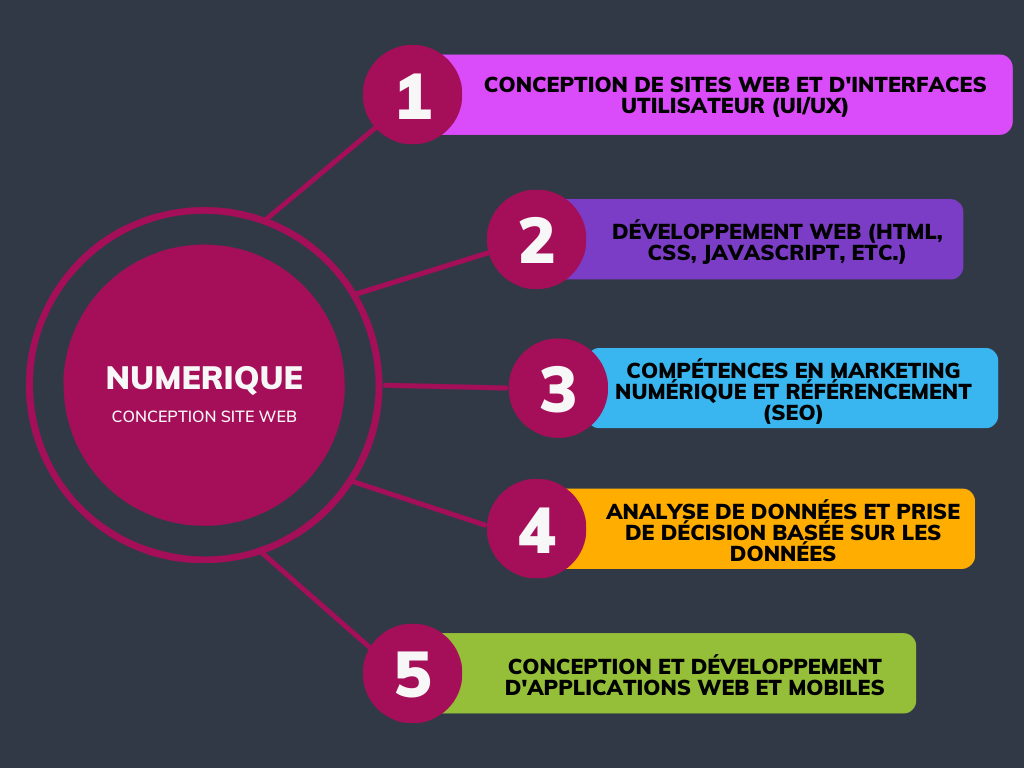 1
CONCEPTION DE SITES WEB ET D'INTERFACES
UTILISATEUR (UI/UX)
2
DÉVELOPPEMENT WEB (HTML,
CSS, JAVASCRIPT, ETC.)
NUMERIQUE
CONCEPTION SITE WEB
3
COMPÉTENCES EN MARKETING
NUMÉRIQUE ET RÉFÉRENCEMENT
(SEO)
4
ANALYSE DE DONNÉES ET PRISE
DE DÉCISION BASÉE SUR LES
DONNÉES
5
CONCEPTION ET DÉVELOPPEMENT
D'APPLICATIONS WEB ET MOBILES